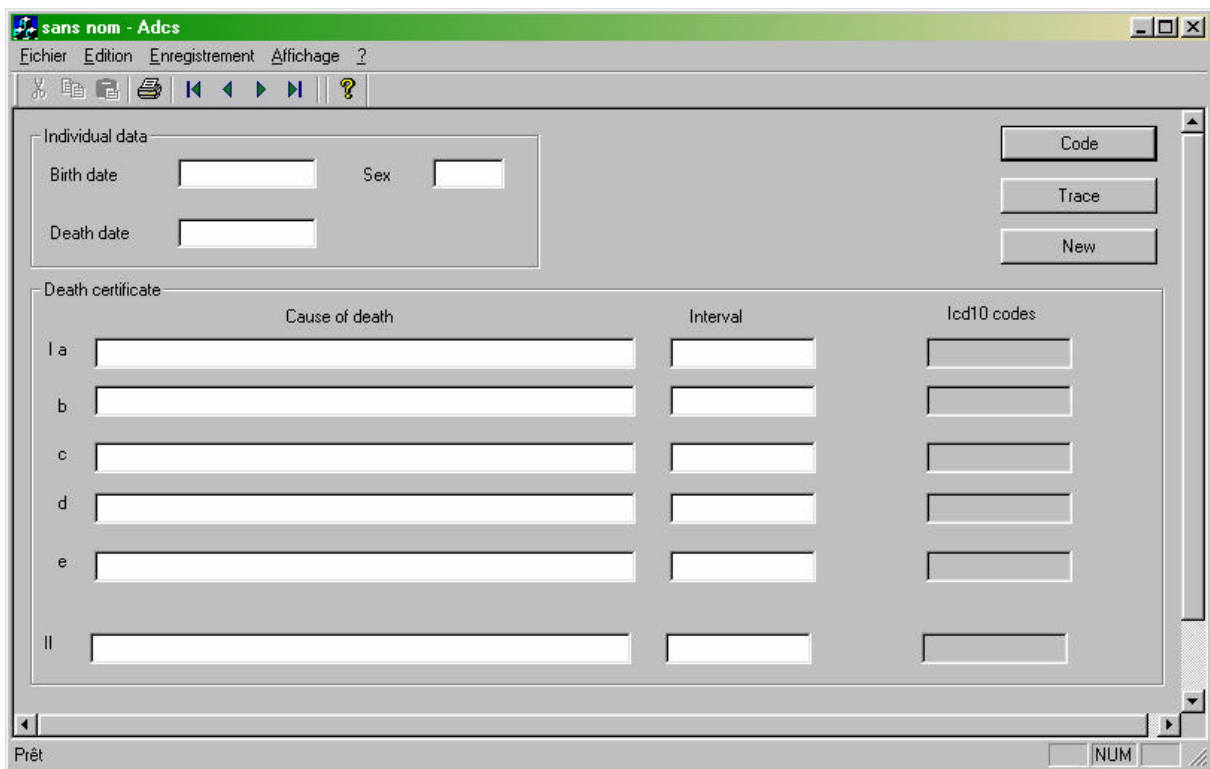 sans nom - Adcs
Fichier Edition Enregistrement Affichage ?
Individual data
Birth date Sex
Death date
Code
Trace
New
Death certificate
Cause of death Interval Icd10 codes
I a
b
c
d
e
II
Prêt NUM